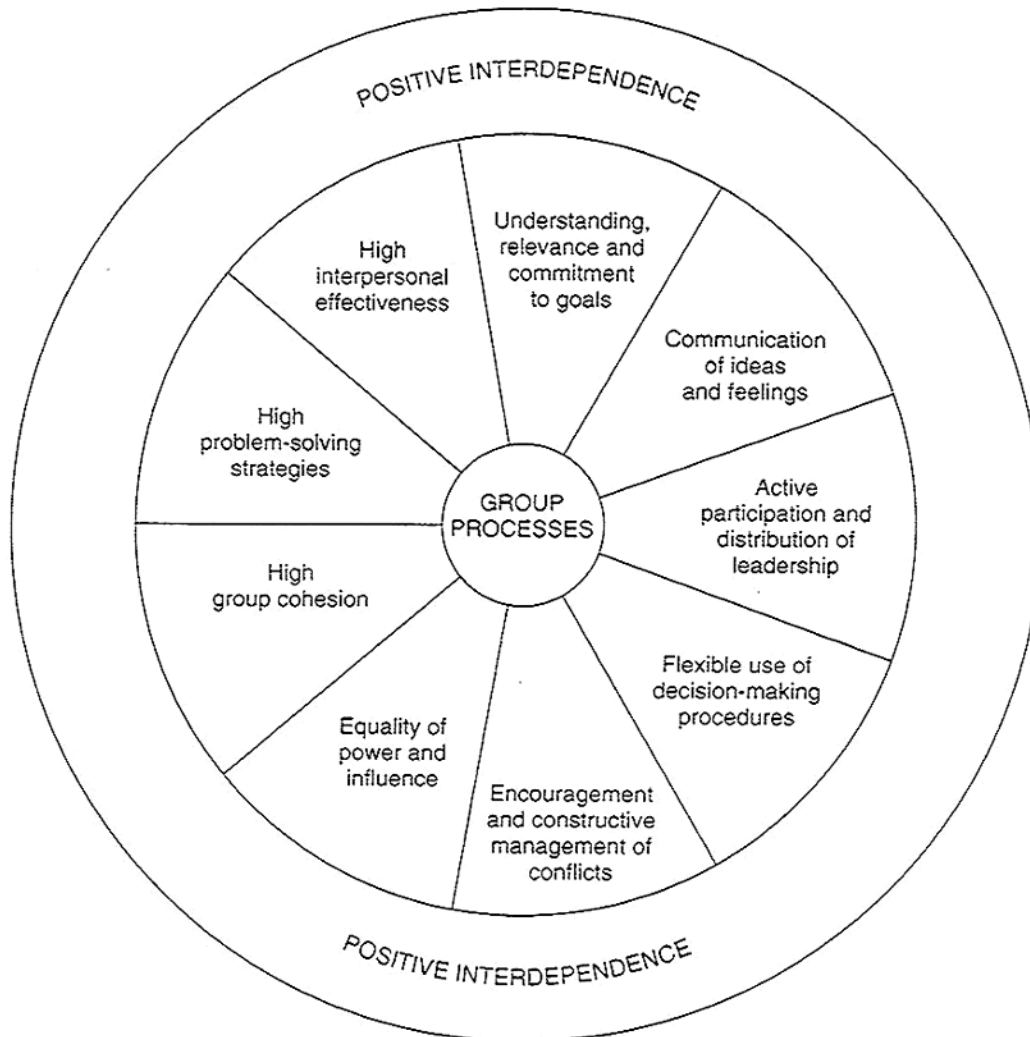 POSITIVE INTERDEPENDENCE
Understanding,
relevance and
commitment
to goals
Communication
of ideas
and feelings
Active
participation and
distribution of
leadership
Flexible use of
decision-making
procedures
Encouragement
and constructive
management of
conflicts
Equality of
power and
influence
High
group cohesion
High
problem-solving
strategies
High
interpersonal
effectiveness
GROUP
PROCESSES
POSITIVE INTERDEPENDENCE